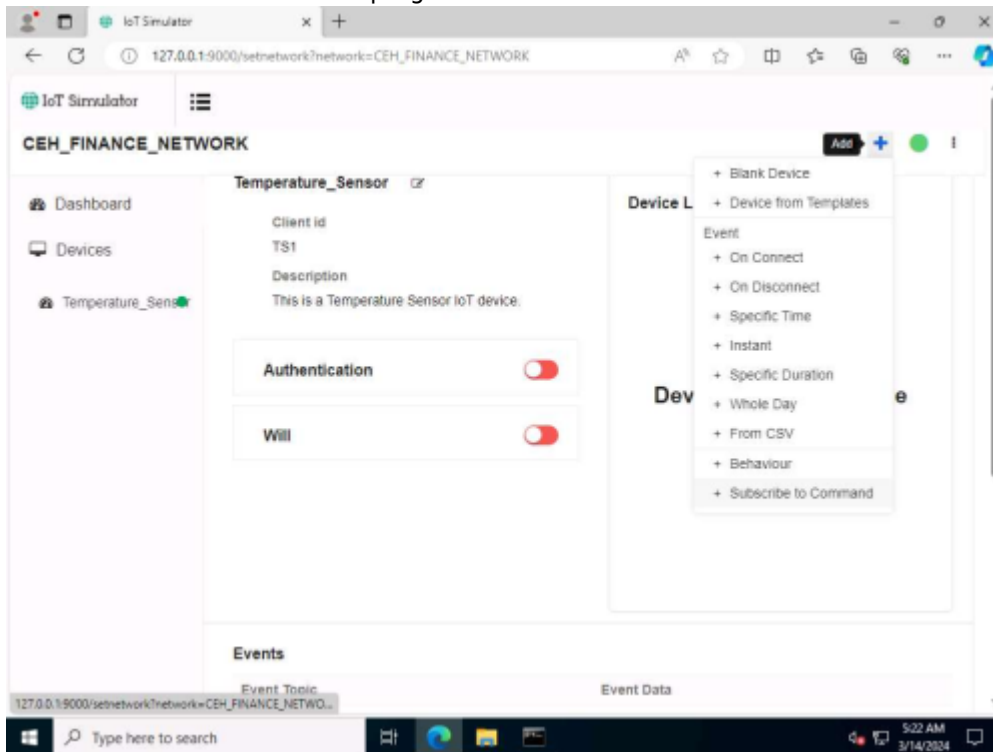 IoT Simulator
127.0.0.1:9000/setnetwork?network=CEH_FINANCE_NETWORK
IoT Simulator
CEH_FINANCE_NETWORK
Add
Dashboard
Devices
Temperature_Sensor
Temperature_Sensor
Client id
TS1
Description
This is a Temperature Sensor IoT device.
Authentication
Will
Device L
Dev
e
+ Blank Device
+ Device from Templates
Event
+ On Connect
+ On Disconnect
+ Specific Time
+ Instant
+ Specific Duration
+ Whole Day
+ From CSV
+ Behaviour
+ Subscribe to Command
Events
Event Topic
Event Data
127.0.0.1:9000/setnetwork?network=CEH_FINANCE_NETWO...
Type here to search
5:22 AM
3/14/2024